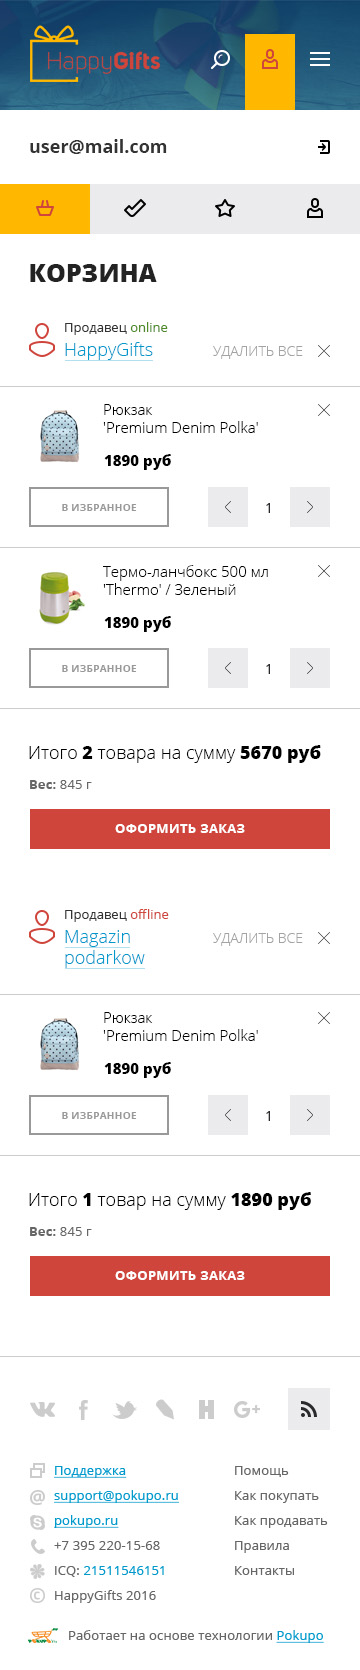 HappyGifts
user@mail.com
КОРЗИНА
Продавец online
HappyGifts
УДАЛИТЬ ВСЕ
Рюкзак
'Premium Denim Polka'
1890 руб
В ИЗБРАННОЕ
1
Термо-ланчбокс 500 мл
'Thermo' / Зеленый
1890 руб
В ИЗБРАННОЕ
1
Итого 2 товара на сумму 5670 руб
Вес: 845 г
ОФОРМИТЬ ЗАКАЗ
Продавец offline
Magazin
podarkow
УДАЛИТЬ ВСЕ
Рюкзак
'Premium Denim Polka'
1890 руб
В ИЗБРАННОЕ
1
Итого 1 товар на сумму 1890 руб
Вес: 845 г
ОФОРМИТЬ ЗАКАЗ
Поддержка
support@pokupo.ru
pokupo.ru
+7 395 220-15-68
ICQ: 21511546151
© HappyGifts 2016
Помощь
Как покупать
Как продавать
Правила
Контакты
Работает на основе технологии Pokupo